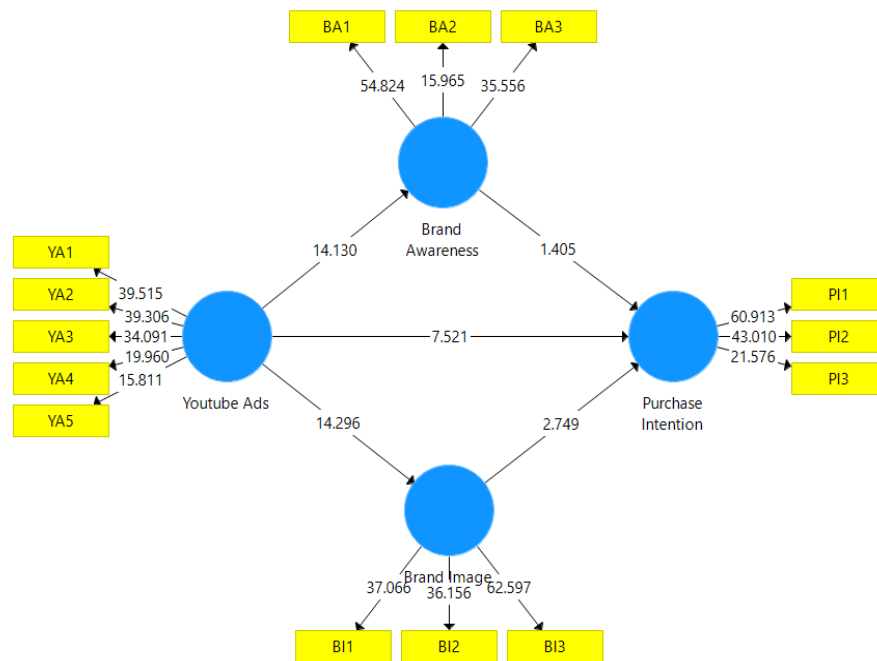 BA1 BA2 BA3
54.824 15.965 35.556
Brand
Awareness
14.130 1.405
YA1
YA2
YA3
YA4
YA5
39.515
39.306
34.091
19.960
15.811
Youtube Ads
7.521
PI1
PI2
PI3
60.913
43.010
21.576
Purchase
Intention
14.296 2.749
Brand Image
37.066 36.156 62.597
BI1 BI2 BI3